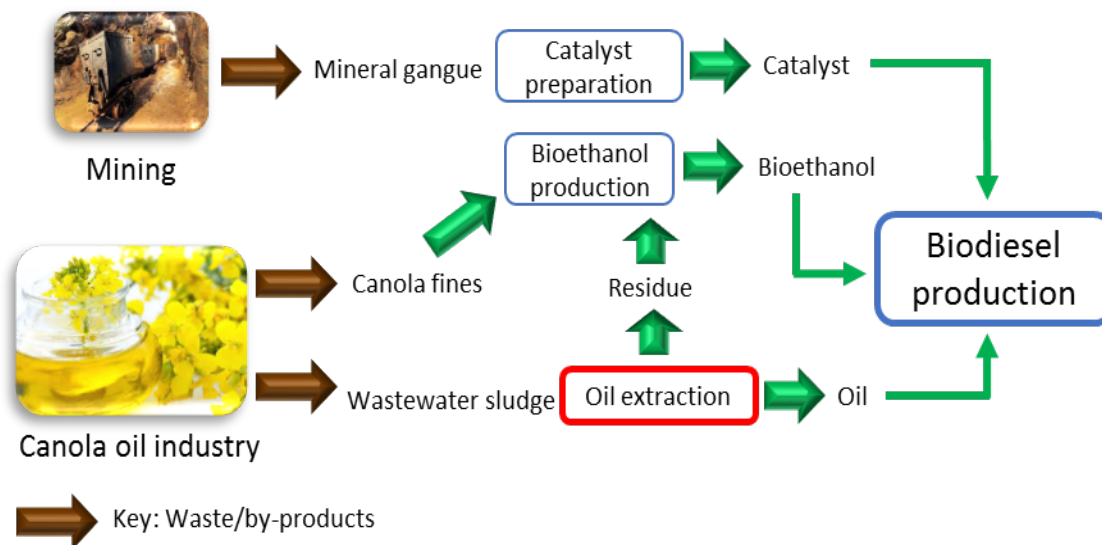 Mining
Mineral gangue
Catalyst
preparation
Catalyst
Bioethanol
production
Bioethanol
Canola fines
Residue
Biodiesel
production
Wastewater sludge
Oil extraction
Oil
Canola oil industry
Key: Waste/by-products